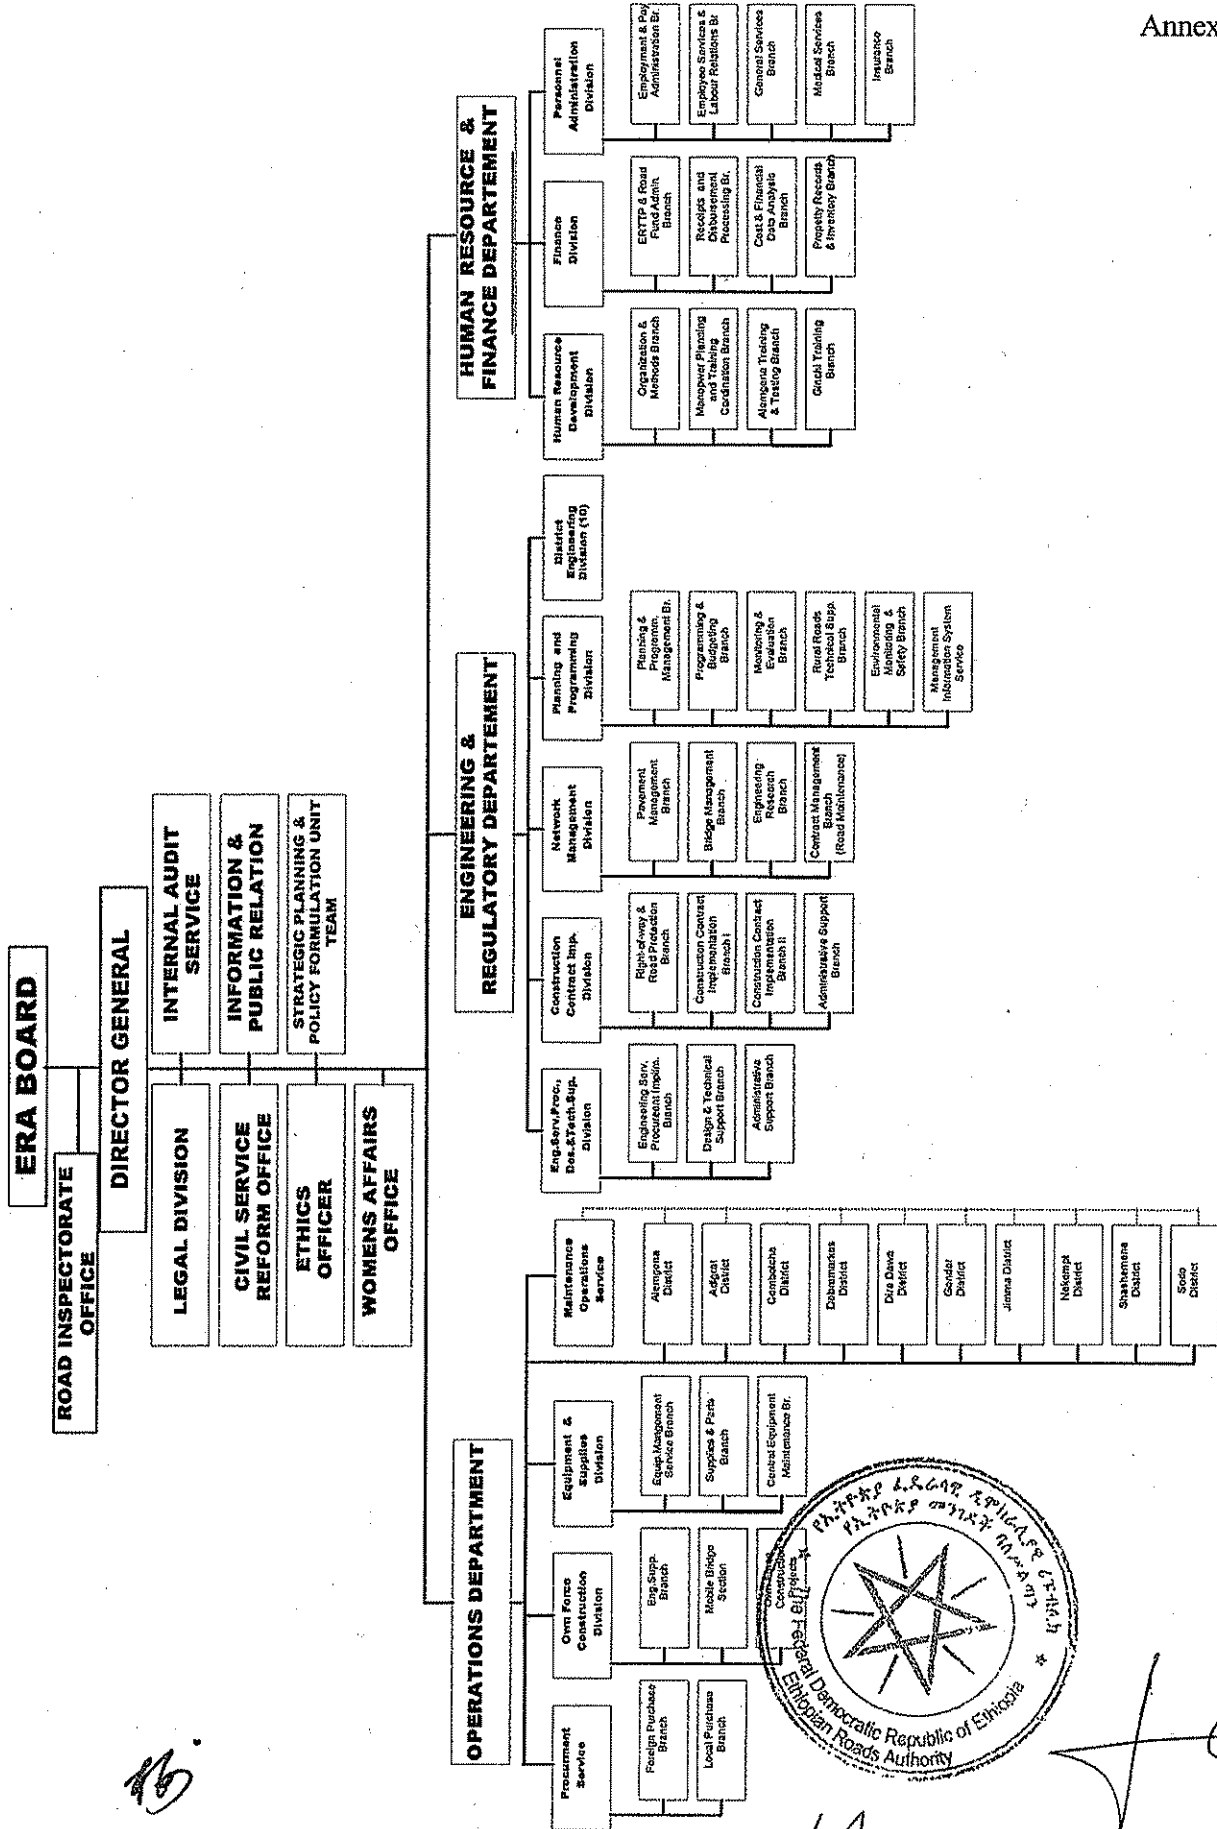 Annex
ERA BOARD
ROAD INSPECTORATE
OFFICE
DIRECTOR GENERAL
LEGAL DIVISION
INTERNAL AUDIT
SERVICE
CIVIL SERVICE
REFORM OFFICE
INFORMATION &
PUBLIC RELATION
ETHICS
OFFICER
STRATEGIC PLANNING &
POLICY FORMULATION UNIT
TEAM
WOMENS AFFAIRS
OFFICE
OPERATIONS DEPARTMENT
Procurement
Service
Foreign Purchase
Branch
Local Purchase
Branch
Own Force
Construction
Division
Eng.Supp.
Branch
Mobile Bridge
Section
Own Force
Construction
Projects
Equipment &
Supplies
Division
Equip.Mangement
Service Branch
Supplies & Parts
Branch
Central Equipment
Maintenance Br.
Maintenance
Operations
Service
Alemgena
District
Adigrat
District
Combolcha
District
Debremarkos
District
Dire Dawa
District
Gonder
District
Jimma District
Nekempt
District
Shashemene
District
Sodo
District
ENGINEERING &
REGULATORY DEPARTEMENT
Eng.Serv.Proc.,
Des.&Tech.Sup.
Division
Engineering Serv.
Procurement Implm.
Branch
Design & Technical
Support Branch
Administrative
Support Branch
Construction
Contract Imp.
Division
Right-of-way &
Road Protection
Branch
Construction Contract
Implementation
Branch I
Construction Contract
Implementation
Branch II
Administrative Support
Branch
Network
Management
Division
Pavement
Management
Branch
Bridge Management
Branch
Engineering
Research
Branch
Contract Management
Branch
(Road Maintenance)
Planning and
Programming
Division
Planning &
Programm.
Management Br.
Programming &
Budgeting
Branch
Monitoring &
Evaluation
Branch
Rural Roads
Technical Supp.
Branch
Environmental
Monitoring &
Safety Branch
Management
Information System
Service
District
Engineering
Division (10)
HUMAN RESOURCE &
FINANCE DEPARTEMENT
Human Resource
Development
Division
Organization &
Methods Branch
Manpower Planning
and Training
Cordination Branch
Alemgena Training
& Testing Branch
Ginchi Training
Branch
Finance
Division
ERTTP & Road
Fund Admin.
Branch
Receipts and
Disbursement
Processing Br.
Cost & Financial
Data Analysis
Branch
Property Records
& Inventory Branch
Personnel
Administration
Division
Employment & Pay
Administration Br.
Employee Services &
Labour Relations Br
General Services
Branch
Medical Services
Branch
Insurance
Branch
The Federal Democratic Republic of Ethiopia
Ethiopian Roads Authority